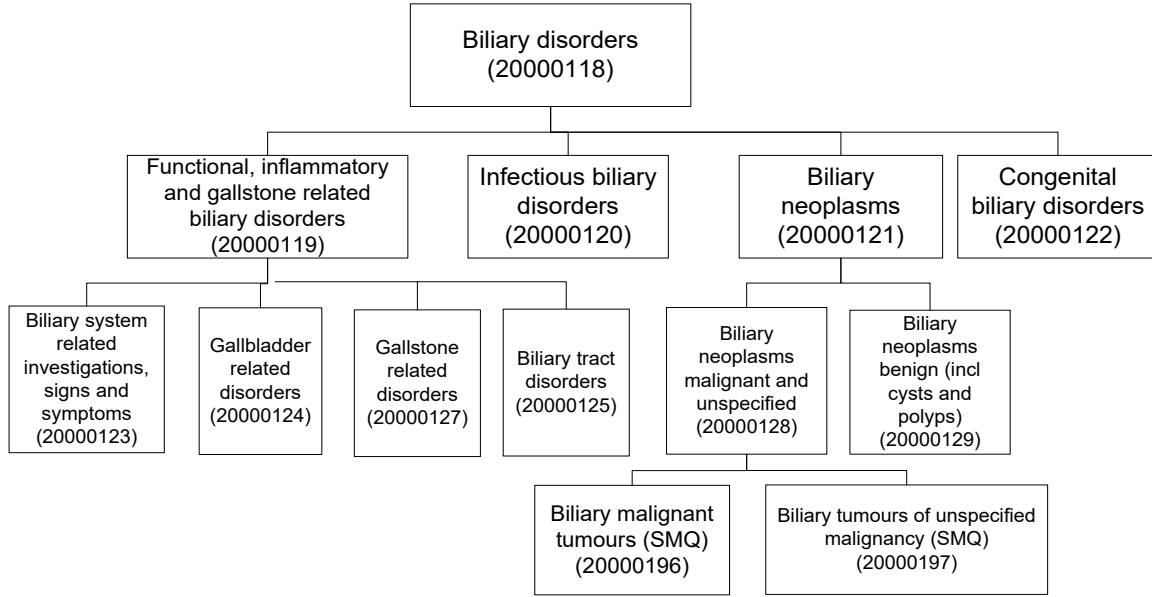 Biliary disorders
(20000118)
Functional, inflammatory
and gallstone related
biliary disorders
(20000119)
Infectious biliary
disorders
(20000120)
Biliary
neoplasms
(20000121)
Congenital
biliary disorders
(20000122)
Biliary system
related
investigations,
signs and
symptoms
(20000123)
Gallbladder
related
disorders
(20000124)
Gallstone
related
disorders
(20000127)
Biliary tract
disorders
(20000125)
Biliary
neoplasms
malignant and
unspecified
(20000128)
Biliary
neoplasms
benign (incl
cysts and
polyps)
(20000129)
Biliary malignant
tumours (SMQ)
(20000196)
Biliary tumours of unspecified
malignancy (SMQ)
(20000197)